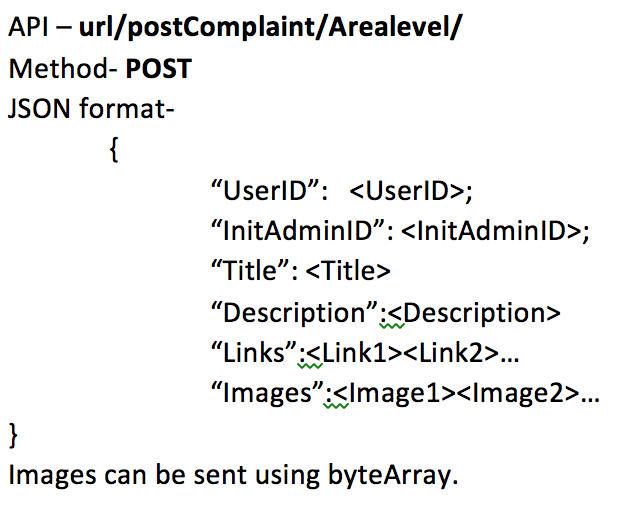 API – url/postComplaint/Arealevel/
Method- POST
JSON format-
{
“UserID”: <UserID>;
“InitAdminID”: <InitAdminID>;
“Title”: <Title>
“Description”:<Description>
“Links”:<Link1><Link2>…
“Images”:<Image1><Image2>…
}
Images can be sent using byteArray.